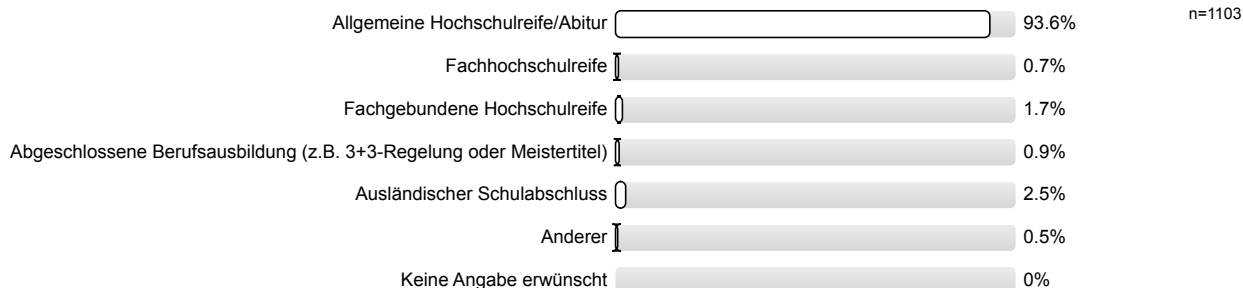 Allgemeine Hochschulreife/Abitur 93.6% n=1103
Fachhochschulreife 0.7%
Fachgebundene Hochschulreife 1.7%
Abgeschlossene Berufsausbildung (z.B. 3+3-Regelung oder Meistertitel) 0.9%
Ausländischer Schulabschluss 2.5%
Anderer 0.5%
Keine Angabe erwünscht 0%